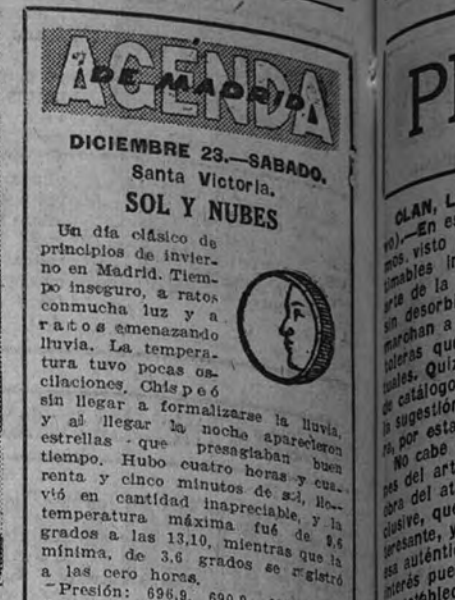 AGENDA
DE MADRID
DICIEMBRE 23.—SABADO.
Santa Victoria.
SOL Y NUBES
Un día clásico de
principios de invier-
no en Madrid. Tiem-
po inseguro, a ratos
conmucha luz y a
ratos amenazando
lluvia. La tempera-
tura tuvo pocas os-
cilaciones. Chispeó
sin llegar a formalizarse la lluvia,
y al llegar la noche aparecieron
estrellas que presagiaban buen
tiempo. Hubo cuatro horas y cua-
renta y cinco minutos de sol, llo-
vió en cantidad inapreciable, y la
temperatura máxima fué de 9,6
grados a las 13,10, mientras que la
mínima, de 3,6 grados se registró
a las cero horas.
Presión: 696,9,
CLAN,
vo).—En
mos visto
timables
arte de la
sin desorb
marchan a
toleras que
tuales. Quiz
de catálogo
la sugestión
por esta
No cabe
nes del art
obra del at
clusive, que
teresante, y
esa auténtic
interés pue